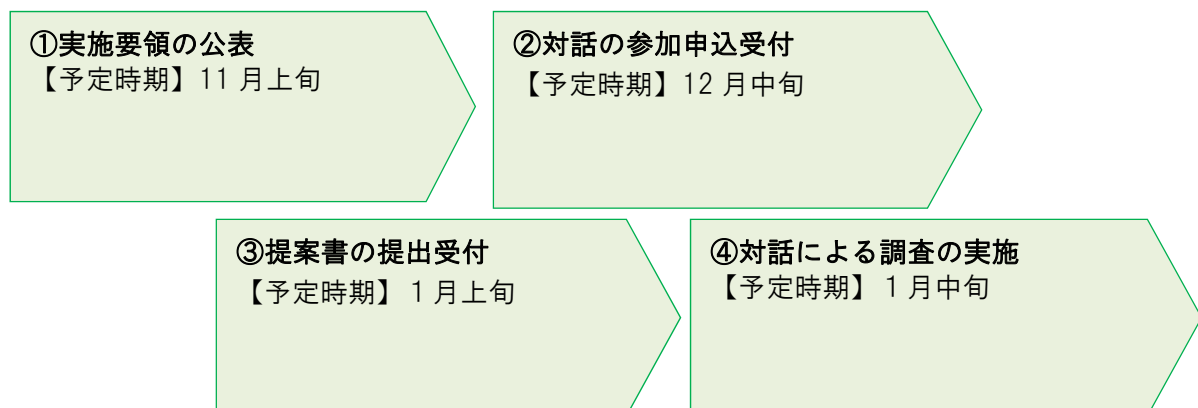 ①実施要領の公表
【予定時期】11 月上旬
②対話の参加申込受付
【予定時期】12 月中旬
③提案書の提出受付
【予定時期】１月上旬
④対話による調査の実施
【予定時期】１月中旬